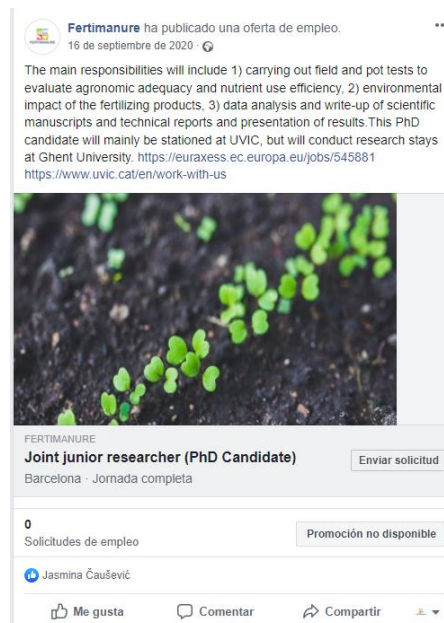 Fertimanure ha publicado una oferta de empleo.
16 de septiembre de 2020 ·
The main responsibilities will include 1) carrying out field and pot tests to
evaluate agronomic adequacy and nutrient use efficiency, 2) environmental
impact of the fertilizing products, 3) data analysis and write-up of scientific
manuscripts and technical reports and presentation of results.This PhD
candidate will mainly be stationed at UVIC, but will conduct research stays
at Ghent University. https://euraxess.ec.europa.eu/jobs/545881
https://www.uvic.cat/en/work-with-us
FERTIMANURE
Joint junior researcher (PhD Candidate)
Enviar solicitud
Barcelona · Jornada completa
0
Solicitudes de empleo
Promoción no disponible
Jasmina Čaušević
Me gusta
Comentar
Compartir